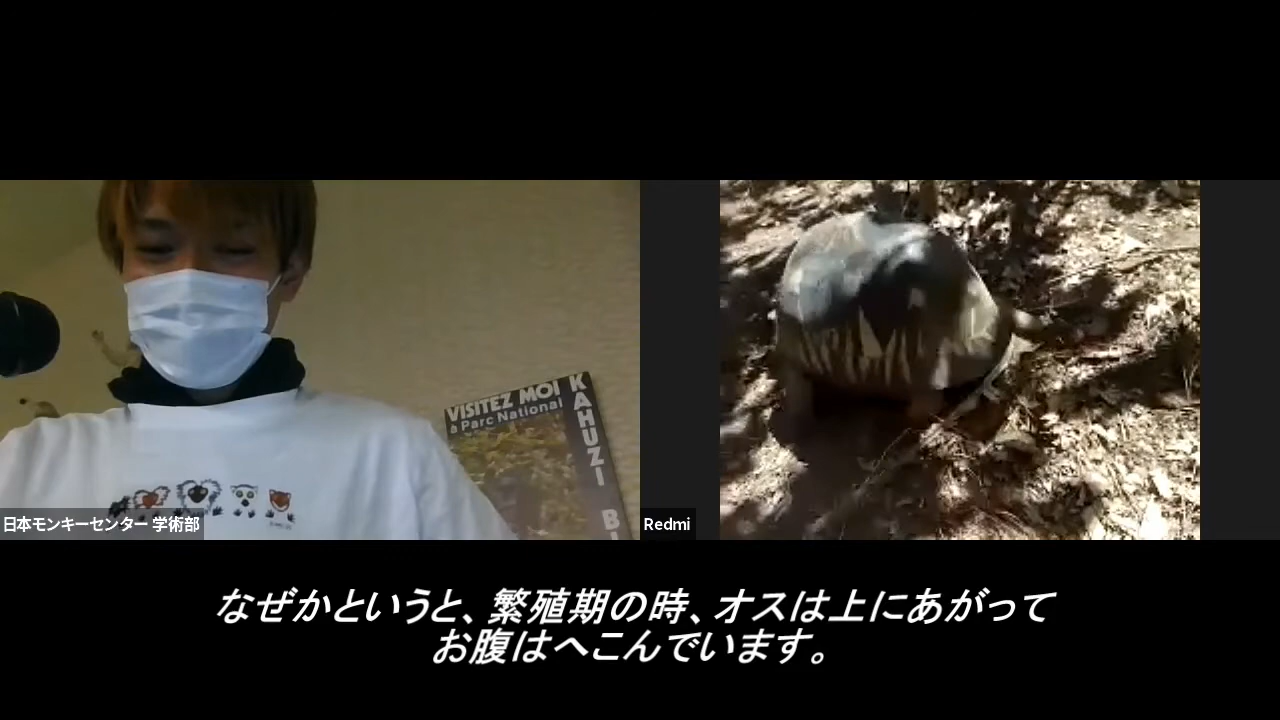 VISITEZ MOI
à Parc National
KAHUZI
日本モンキーセンター 学術部
Redmi
なぜかというと、繁殖期の時、オスは上にあがって
お腹はへこんでいます。